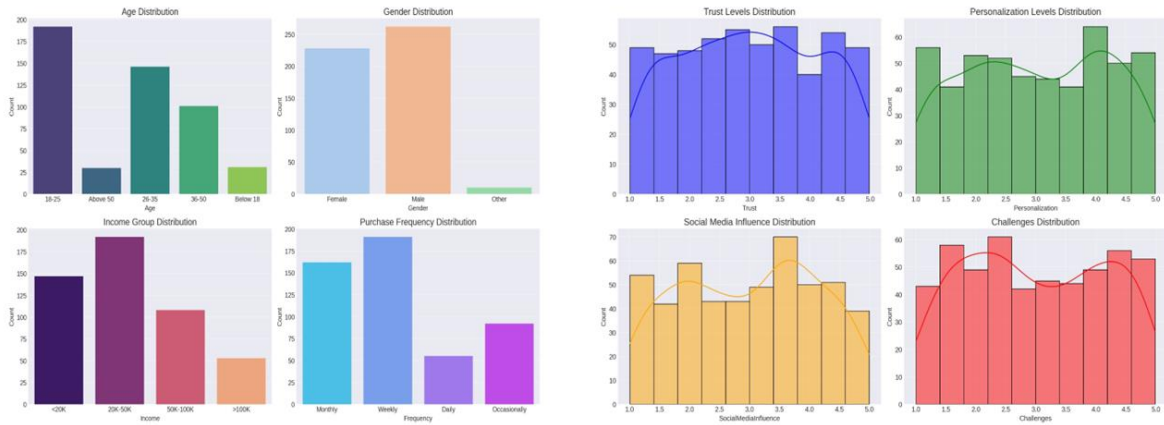 Age Distribution
200
175
150
125
100
75
50
25
0
Count
18-25 Above 50 26-35 36-50 Below 18
Age
Gender Distribution
250
200
150
100
50
0
Count
Female Male Other
Gender
Trust Levels Distribution
50
40
30
20
10
0
Count
1.0 1.5 2.0 2.5 3.0 3.5 4.0 4.5 5.0
Trust
Personalization Levels Distribution
60
50
40
30
20
10
0
Count
1.0 1.5 2.0 2.5 3.0 3.5 4.0 4.5 5.0
Personalization
Income Group Distribution
200
175
150
125
100
75
50
25
0
Count
<20K 20K-50K 50K-100K >100K
Income
Purchase Frequency Distribution
200
175
150
125
100
75
50
25
0
Count
Monthly Weekly Daily Occasionally
Frequency
Social Media Influence Distribution
70
60
50
40
30
20
10
0
Count
1.0 1.5 2.0 2.5 3.0 3.5 4.0 4.5 5.0
SocialMediaInfluence
Challenges Distribution
60
50
40
30
20
10
0
Count
1.0 1.5 2.0 2.5 3.0 3.5 4.0 4.5 5.0
Challenges